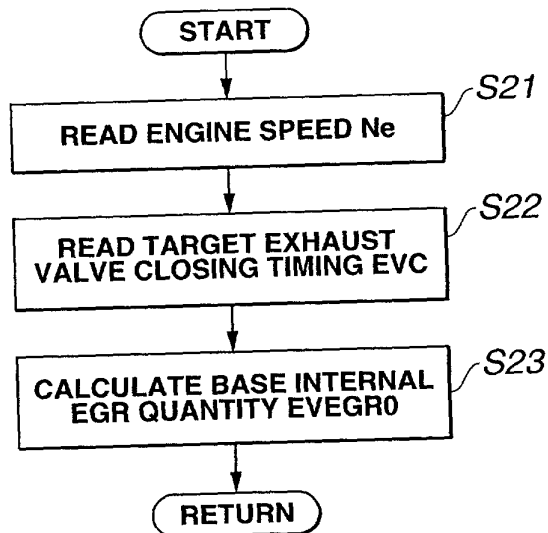 START
S21
READ ENGINE SPEED Ne
S22
READ TARGET EXHAUST
VALVE CLOSING TIMING EVC
S23
CALCULATE BASE INTERNAL
EGR QUANTITY EVEGR0
RETURN